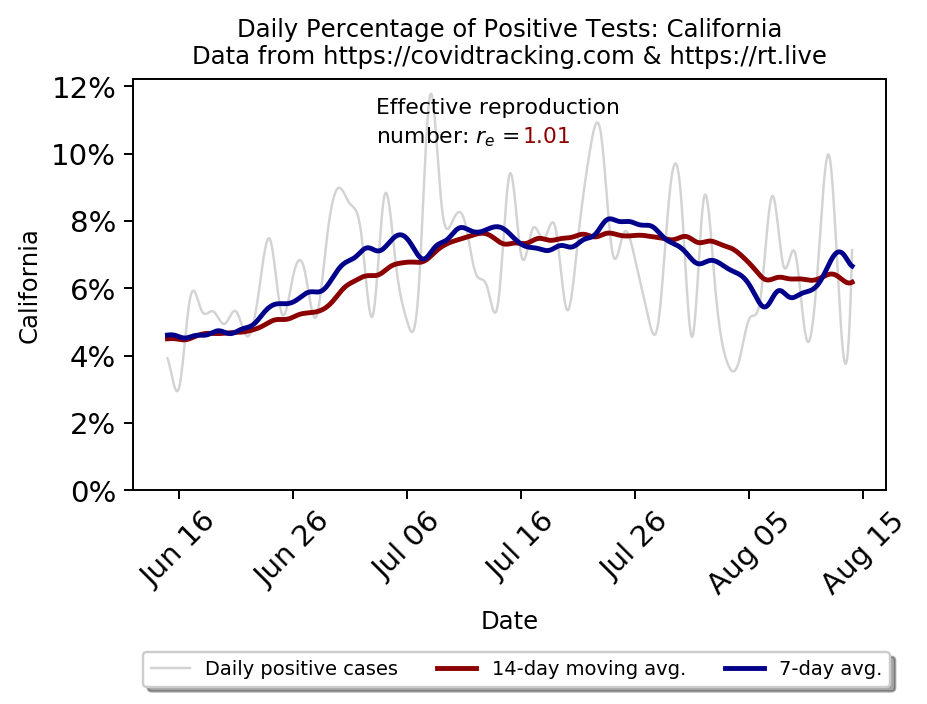 Daily Percentage of Positive Tests: California
Data from https://covidtracking.com & https://rt.live
Effective reproduction
number: rₑ =1.01
12%
10%
8%
6%
4%
2%
0%
California
Jun 16
Jun 26
Jul 06
Jul 16
Jul 26
Aug 05
Aug 15
Date
Daily positive cases
14-day moving avg.
7-day avg.